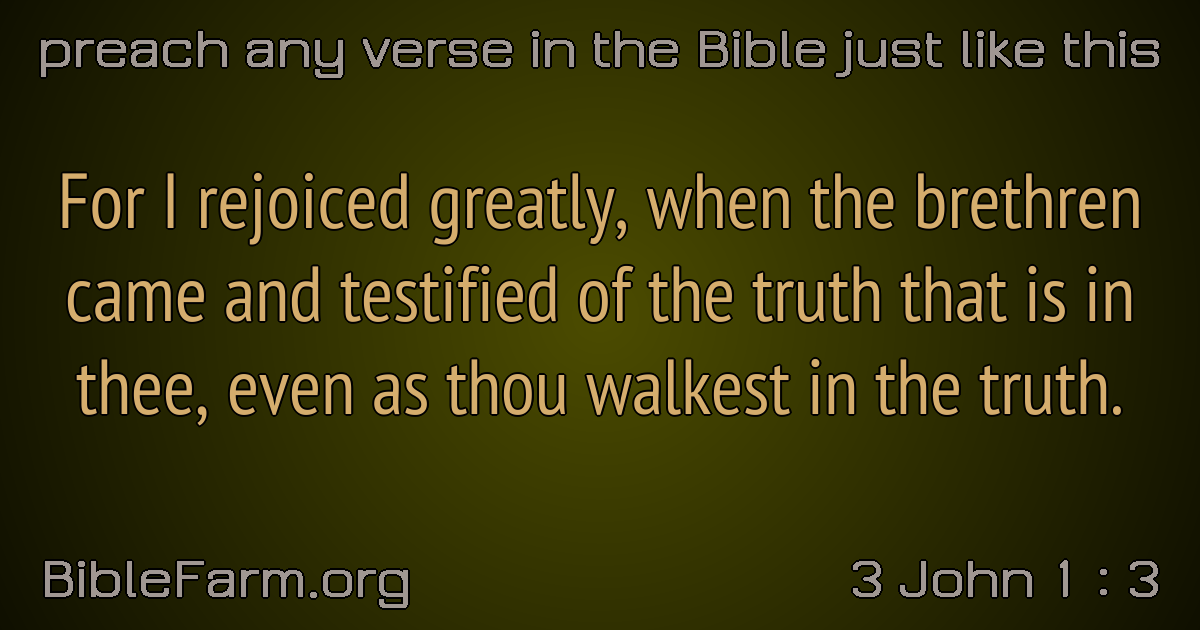 preach any verse in the Bible just like this
For I rejoiced greatly, when the brethren
came and testified of the truth that is in
thee, even as thou walkest in the truth.
BibleFarm.org
3 John 1 : 3